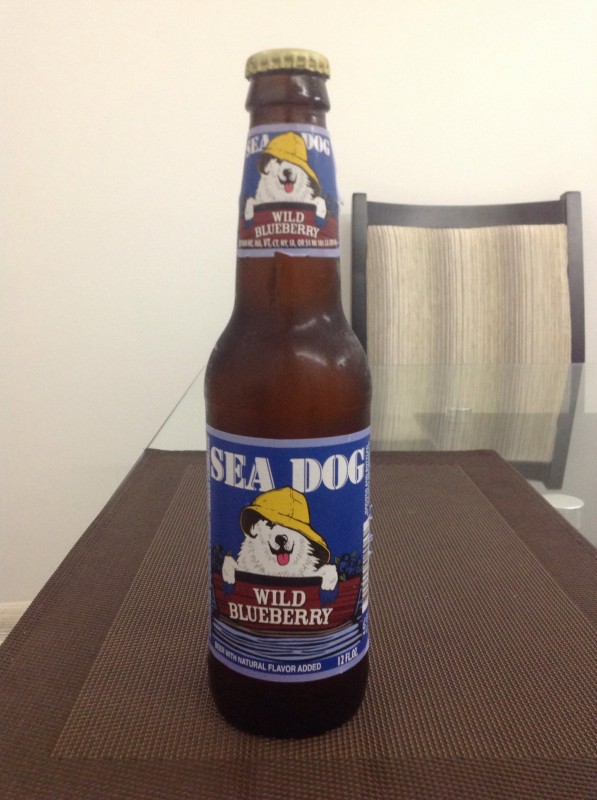 SEA DOG
WILD
BLUEBERRY
SEA DOG
WILD
BLUEBERRY
BEER WITH NATURAL FLAVOR ADDED
12 FL.OZ.